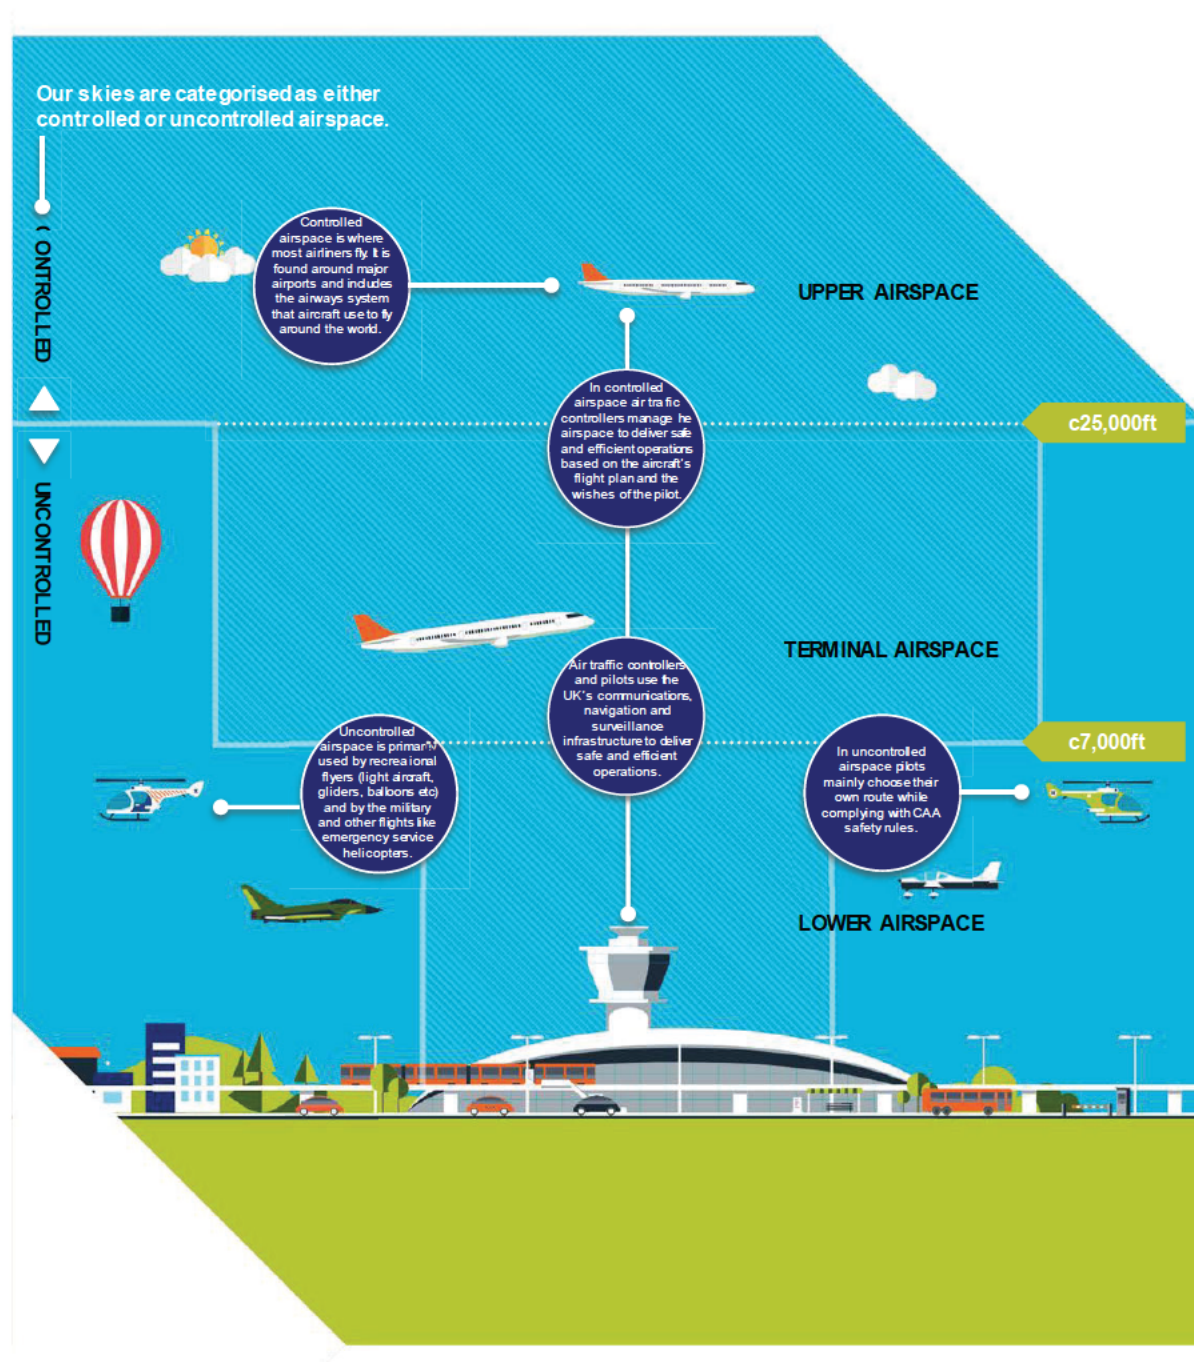 Our skies are categorised as either
controlled or uncontrolled airspace.
CONTROLLED
Controlled
airspace is where
most airliners fly. It is
found around major
airports and includes
the airways system
that aircraft use to fly
around the world.
UPPER AIRSPACE
In controlled
airspace air trafic
controllers manage he
airspace to deliver safe
and efficient operations
based on the aircraft's
flight plan and the
wishes of the pilot.
c25,000ft
UNCONTROLLED
TERMINAL AIRSPACE
Air traffic controllers
and pilots use the
UK's communications,
navigation and
surveillance
infrastructure to deliver
safe and efficient
operations.
c7,000ft
Uncontrolled
airspace is primar
used by recrea ional
flyers (light aircraft,
gliders, balloons etc)
and by the military
and other flights like
emergency service
helicopters.
In uncontrolled
airspace pilots
mainly choose their
own route while
complying with CAA
safety rules.
LOWER AIRSPACE